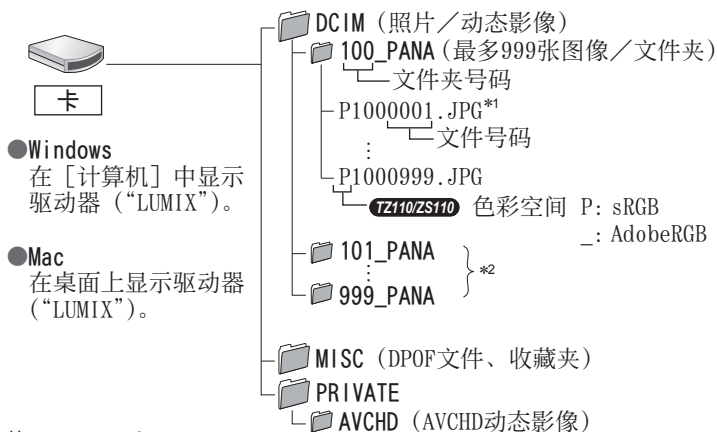 DCIM（照片／动态影像）
100_PANA（最多999张图像／文件夹）
文件夹号码
卡
P1000001.JPG*1
文件号码
●Windows
在［计算机］中显示
驱动器（“LUMIX”）。
P1000999.JPG
TZ110/ZS110 色彩空间 P: sRGB
_: AdobeRGB
●Mac
在桌面上显示驱动器
（“LUMIX”）。
101_PANA
*2
999_PANA
MISC（DPOF文件、收藏夹）
PRIVATE
AVCHD（AVCHD动态影像）